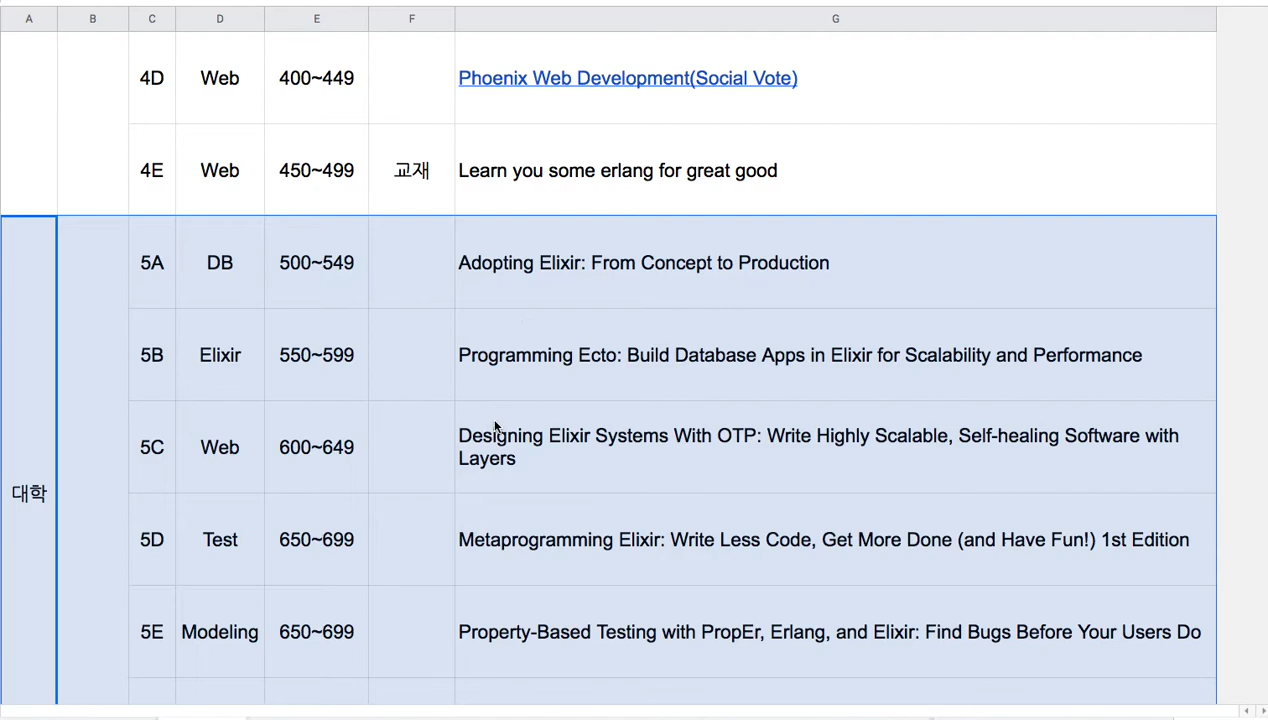 A B C D E F G
4D Web 400~449 Phoenix Web Development(Social Vote)
4E Web 450~499 교재 Learn you some erlang for great good
5A DB 500~549 Adopting Elixir: From Concept to Production
5B Elixir 550~599 Programming Ecto: Build Database Apps in Elixir for Scalability and Performance
5C Web 600~649 Designing Elixir Systems With OTP: Write Highly Scalable, Self-healing Software with
Layers
대학
5D Test 650~699 Metaprogramming Elixir: Write Less Code, Get More Done (and Have Fun!) 1st Edition
5E Modeling 650~699 Property-Based Testing with PropEr, Erlang, and Elixir: Find Bugs Before Your Users Do